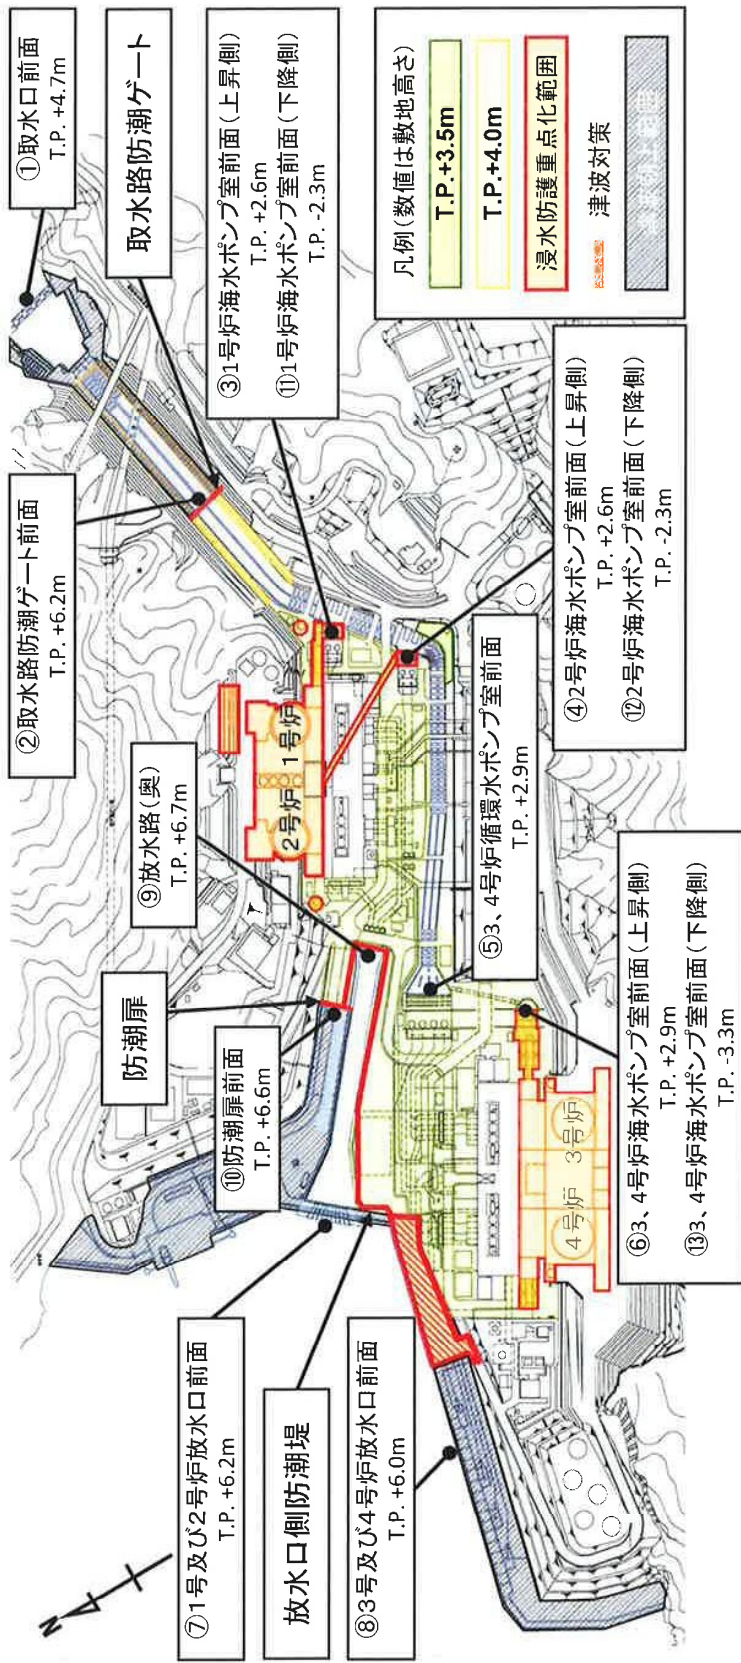 ①取水口前面
T.P. +4.7m
取水路防潮ゲート
③1号炉海水ポンプ室前面(上昇側)
T.P. +2.6m
⑪1号炉海水ポンプ室前面(下降側)
T.P. -2.3m
凡例(数値は敷地高さ)
T.P.+3.5m
T.P.+4.0m
浸水防護重点化範囲
津波対策
②取水路防潮ゲート前面
T.P. +6.2m
④2号炉海水ポンプ室前面(上昇側)
T.P. +2.6m
⑫2号炉海水ポンプ室前面(下降側)
T.P. -2.3m
⑨放水路(奥)
T.P. +6.7m
2号炉
1号炉
⑤3、4号炉循環水ポンプ室前面
T.P. +2.9m
防潮扉
⑩防潮扉前面
T.P. +6.6m
4号炉
3号炉
⑥3、4号炉海水ポンプ室前面(上昇側)
T.P. +2.9m
⑬3、4号炉海水ポンプ室前面(下降側)
T.P. -3.3m
⑦1号及び2号炉放水口前面
T.P. +6.2m
放水口側防潮堤
⑧3号及び4号炉放水口前面
T.P. +6.0m
N